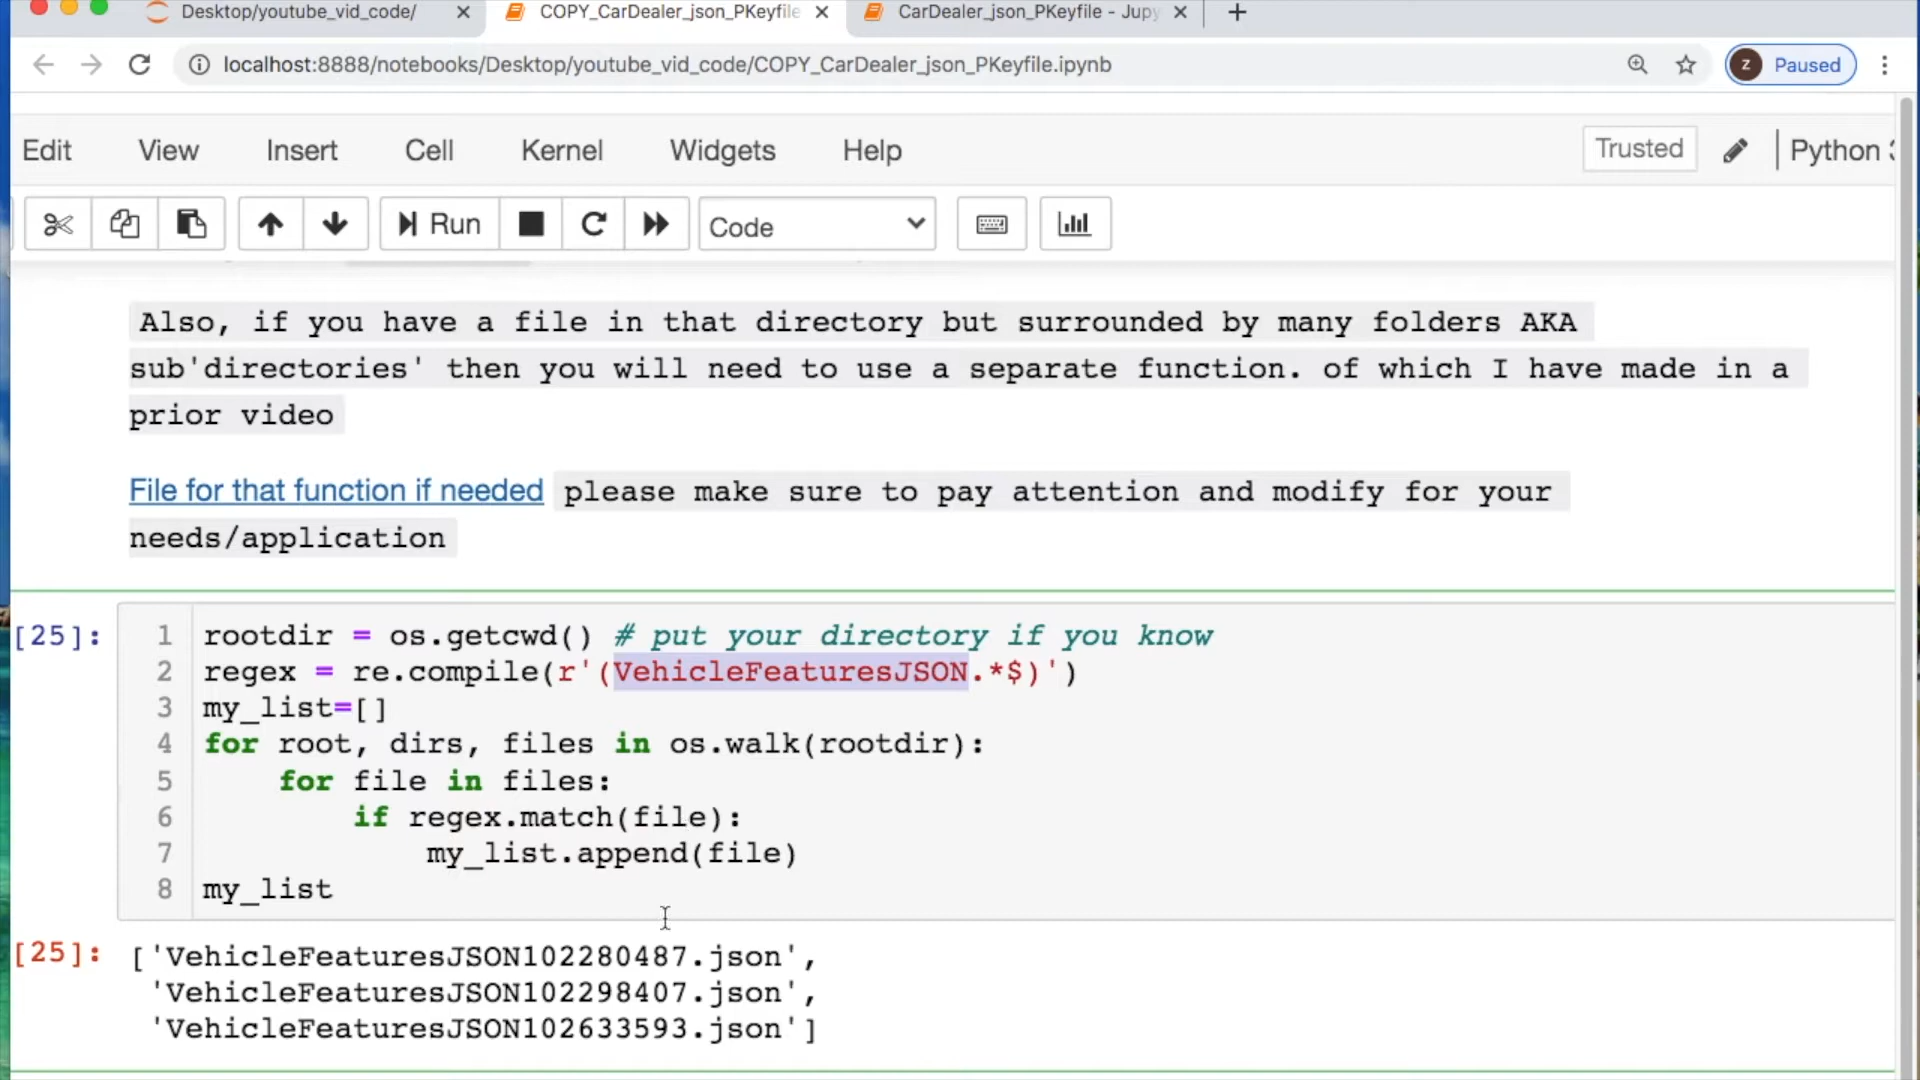 Desktop/youtube_vid_code/
COPY_CarDealer_json_PKeyfile
CarDealer_json_PKeyfile - Jupy
localhost:8888/notebooks/Desktop/youtube_vid_code/COPY_CarDealer_json_PKeyfile.ipynb
z Paused
Edit View Insert Cell Kernel Widgets Help Trusted Python 3
Run Code
Also, if you have a file in that directory but surrounded by many folders AKA
sub'directories' then you will need to use a separate function. of which I have made in a
prior video
File for that function if needed please make sure to pay attention and modify for your
needs/application
[25]: 1 rootdir = os.getcwd() # put your directory if you know
2 regex = re.compile(r'(VehicleFeaturesJSON.*$)')
3 my_list=[]
4 for root, dirs, files in os.walk(rootdir):
5 for file in files:
6 if regex.match(file):
7 my_list.append(file)
8 my_list
[25]: ['VehicleFeaturesJSON102280487.json',
'VehicleFeaturesJSON102298407.json',
'VehicleFeaturesJSON102633593.json']